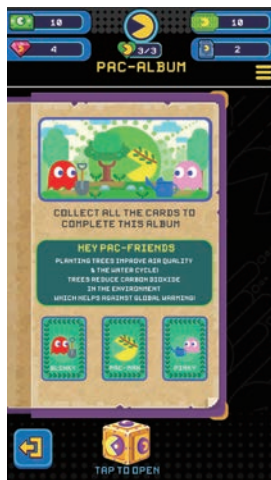 10
10
4
3/3
2
PAC-ALBUM
COLLECT ALL THE CARDS TO
COMPLETE THIS ALBUM
HEY PAC-FRIENDS
PLANTING TREES IMPROVE AIR QUALITY
& THE WATER CYCLE!
TREES REDUCE CARBON DIOXIDE
IN THE ENVIRONMENT
WHICH HELPS AGAINST GLOBAL WARMING!
BLINKY
PAC-MAN
PINKY
TAP TO OPEN